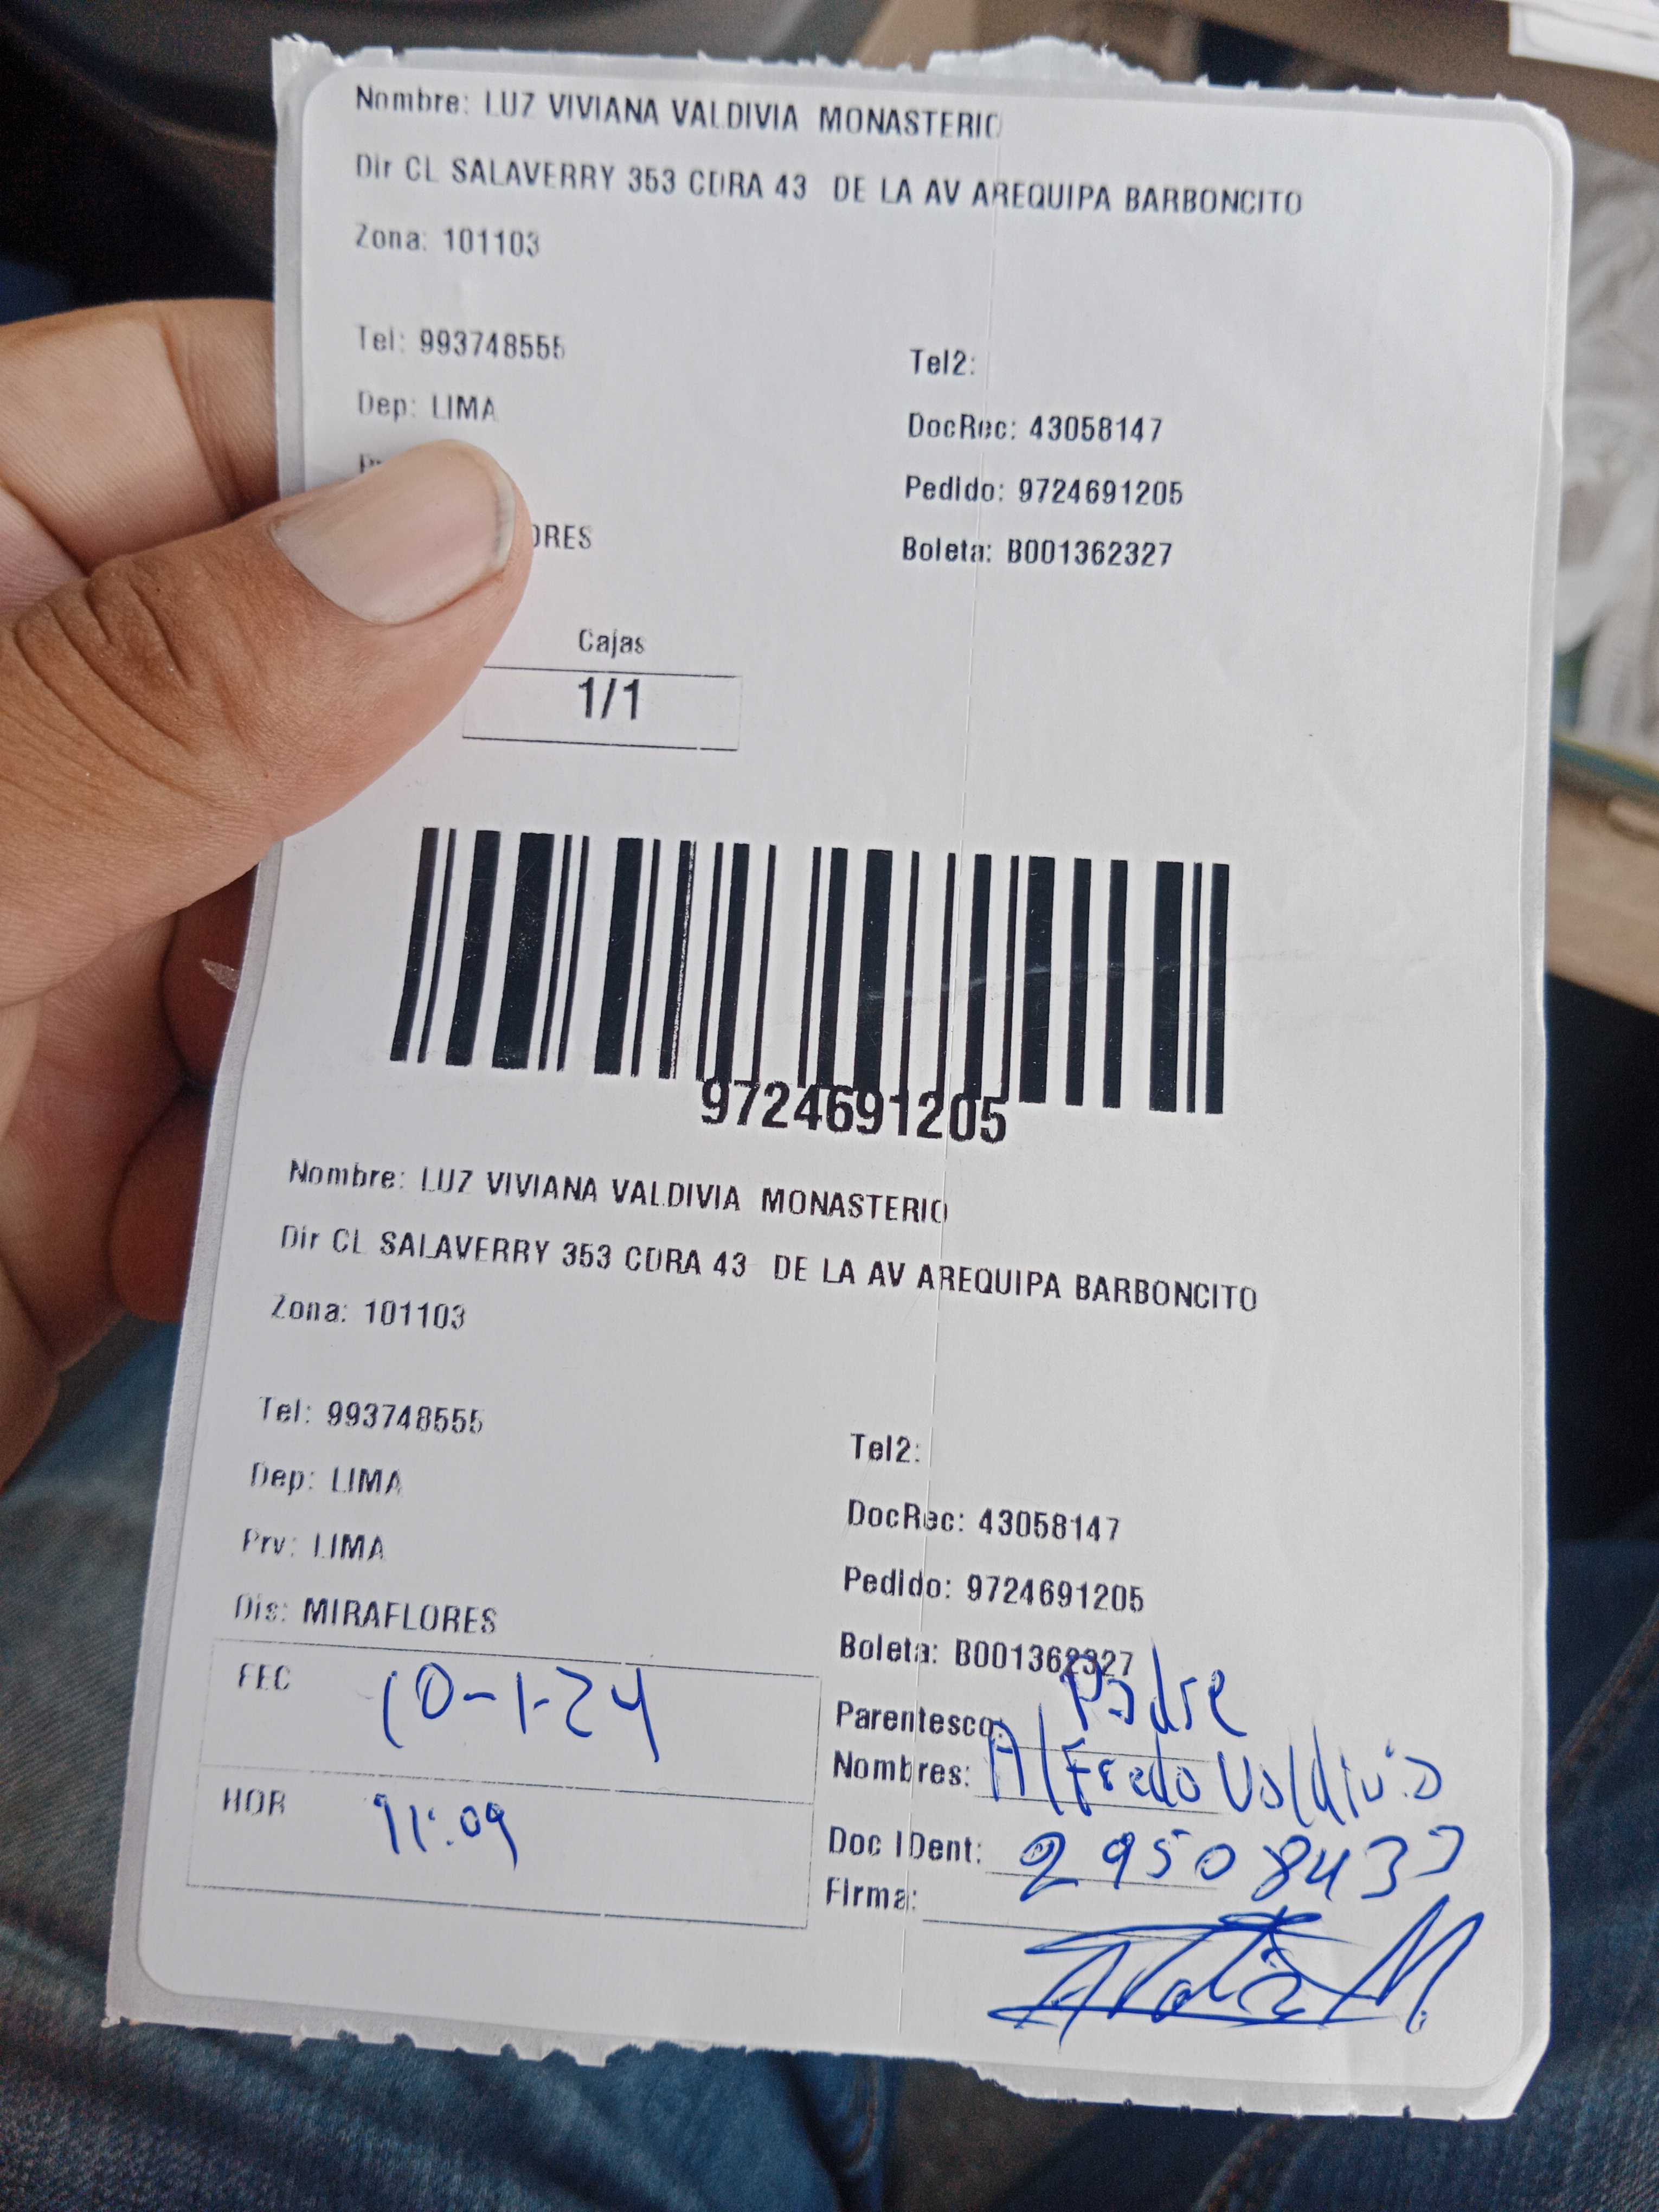 Nombre: LUZ VIVIANA VALDIVIA MONASTERIO
Dir CL SALAVERRY 353 CDRA 43 DE LA AV AREQUIPA BARBONCITO
Zona: 101103
Tel: 993748555
Tel2:
Dep: LIMA
DocRec: 43058147
Pedido: 9724691205
ORES
Boleta: B001362327
Cajas
1/1
9724691205
Nombre: LUZ VIVIANA VALDIVIA MONASTERIO
Dir CL SALAVERRY 353 CDRA 43 DE LA AV AREQUIPA BARBONCITO
Zona: 101103
Tel: 993748555
Tel2:
Dep: LIMA
DocRec: 43058147
Prv: LIMA
Pedido: 9724691205
Dis: MIRAFLORES
Boleta: B001362327
FEC 10-1-24
Parentesco: Padre
Nombres: Alfredo Valdivia
HOR 11:09
Doc IDent: 29508433
Firma: